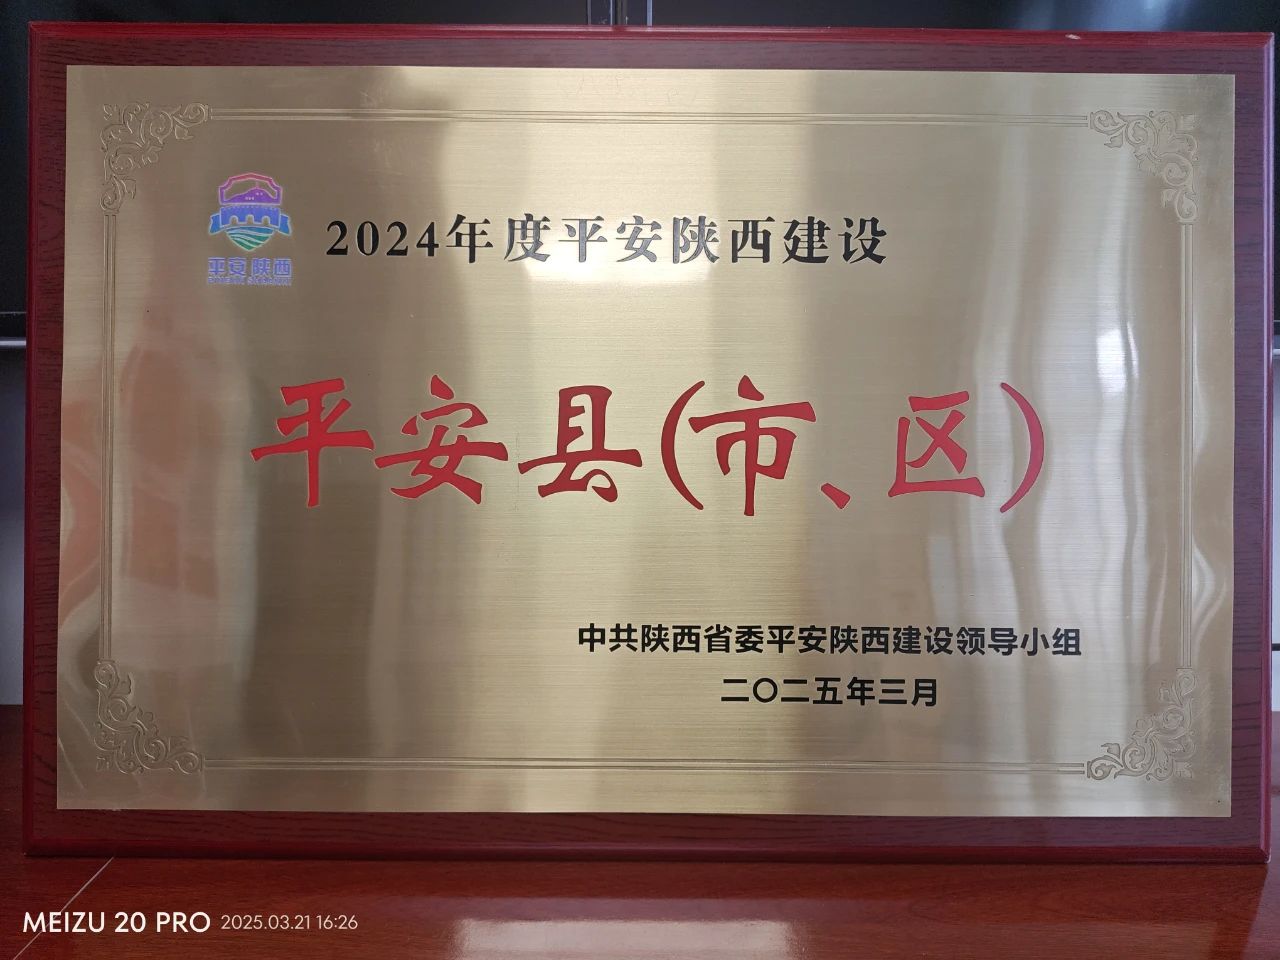 平安陕西
2024年度平安陕西建设
平安县(市、区)
中共陕西省委平安陕西建设领导小组
二〇二五年三月
MEIZU 20 PRO 2025.03.21 16:26